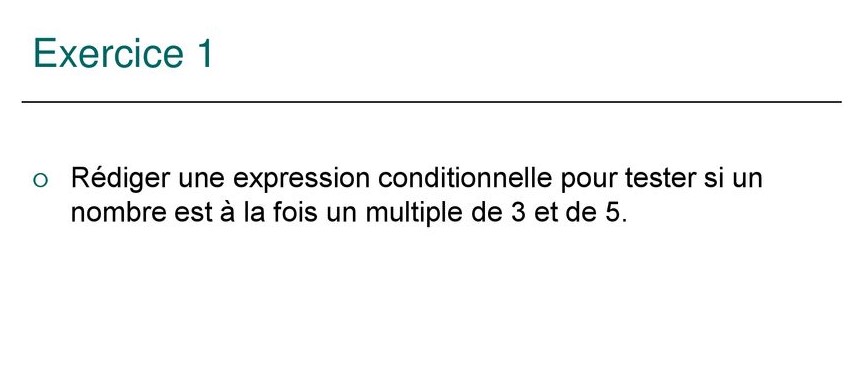 Exercice 1
o Rédiger une expression conditionnelle pour tester si un
nombre est à la fois un multiple de 3 et de 5.